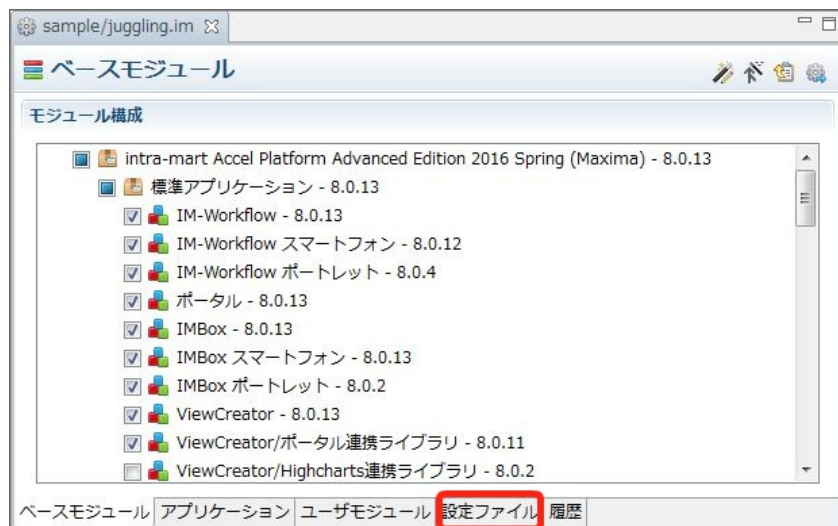 sample/juggling.im
ベースモジュール
モジュール構成
intra-mart Accel Platform Advanced Edition 2016 Spring (Maxima) - 8.0.13
標準アプリケーション - 8.0.13
IM-Workflow - 8.0.13
IM-Workflow スマートフォン - 8.0.12
IM-Workflow ポートレット - 8.0.4
ポータル - 8.0.13
IMBox - 8.0.13
IMBox スマートフォン - 8.0.13
IMBox ポートレット - 8.0.2
ViewCreator - 8.0.13
ViewCreator/ポータル連携ライブラリ - 8.0.11
ViewCreator/Highcharts連携ライブラリ - 8.0.2
ベースモジュール アプリケーション ユーザモジュール 設定ファイル 履歴